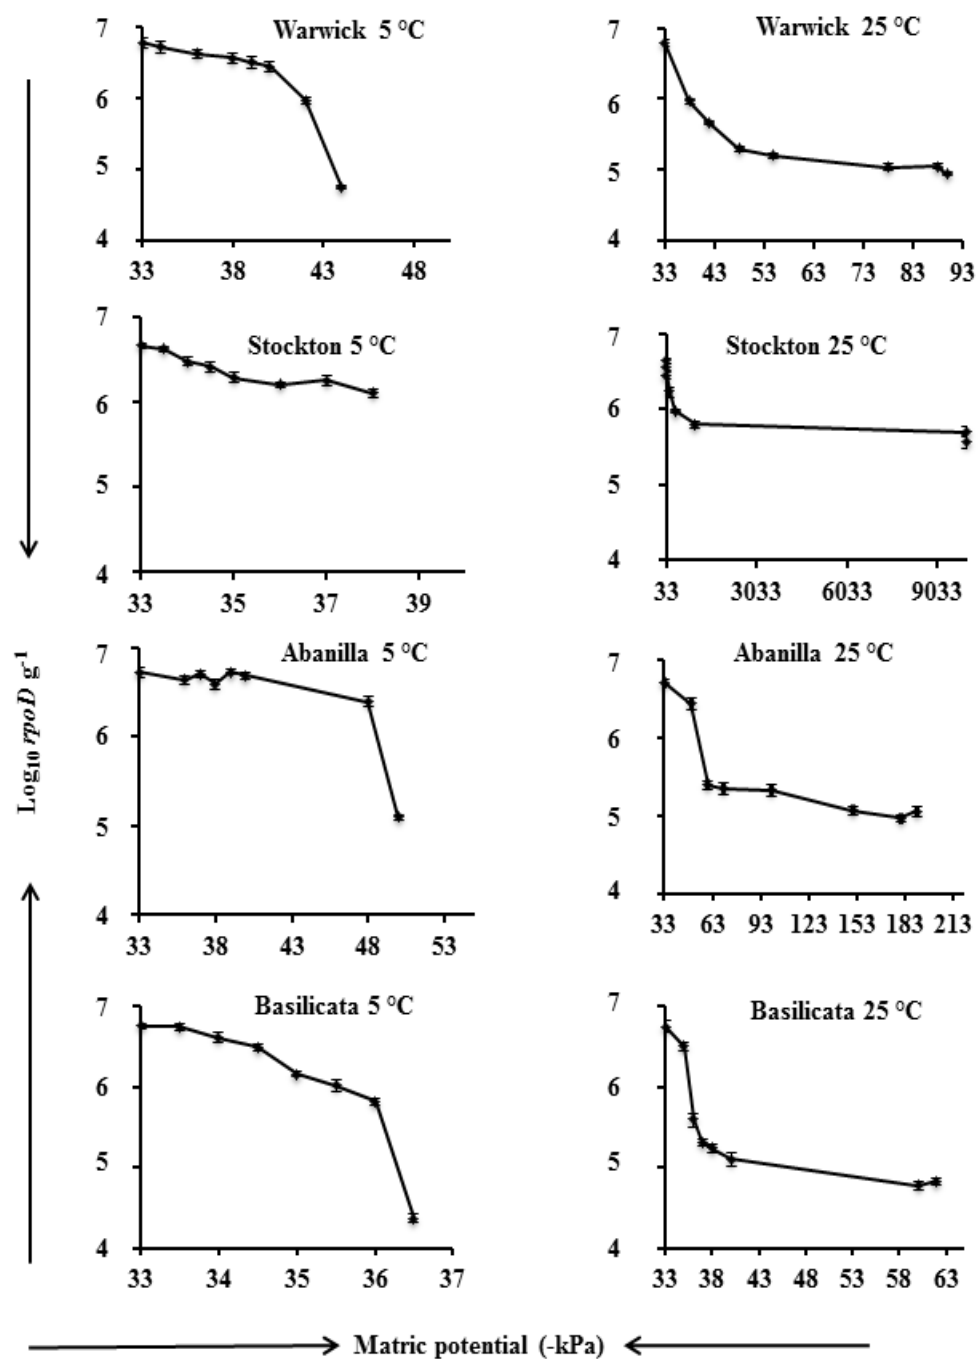 Warwick 5 °C
7
6
5
4
33 38 43 48
Warwick 25 °C
7
6
5
4
33 43 53 63 73 83 93
Stockton 5 °C
7
6
5
4
33 35 37 39
Stockton 25 °C
7
6
5
4
33 3033 6033 9033
Abanilla 5 °C
7
6
5
4
33 38 43 48 53
Abanilla 25 °C
7
6
5
4
33 63 93 123 153 183 213
Basilicata 5 °C
7
6
5
4
33 34 35 36 37
Basilicata 25 °C
7
6
5
4
33 38 43 48 53 58 63
Log₁₀ rpoD g⁻¹
Matric potential (-kPa)